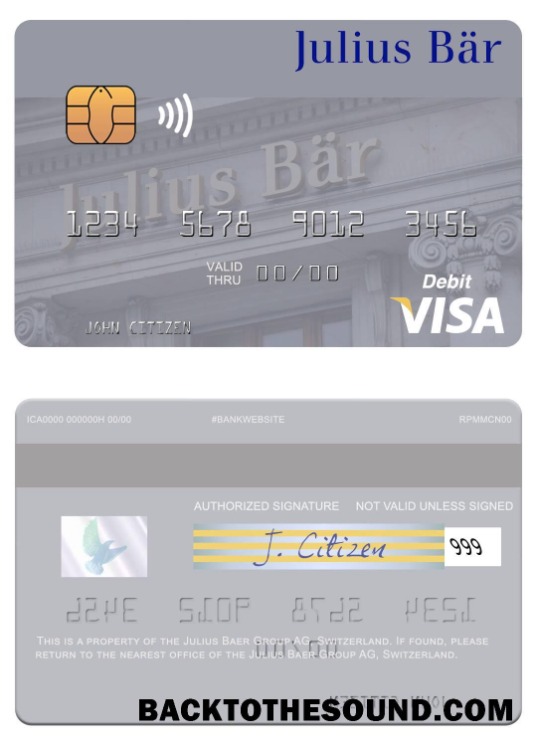 Julius Bär
Julius Bär
1234 5678 9012 3456
VALID THRU 00/00
Debit
VISA
JOHN CITIZEN
ICA0000 000000H 00/00 #BANKWEBSITE RPMMCN00
AUTHORIZED SIGNATURE NOT VALID UNLESS SIGNED
J. Citizen 999
THIS IS A PROPERTY OF THE JULIUS BAER GROUP AG, SWITZERLAND. IF FOUND, PLEASE
RETURN TO THE NEAREST OFFICE OF THE JULIUS BAER GROUP AG, SWITZERLAND.
BACKTOTHESOUND.COM